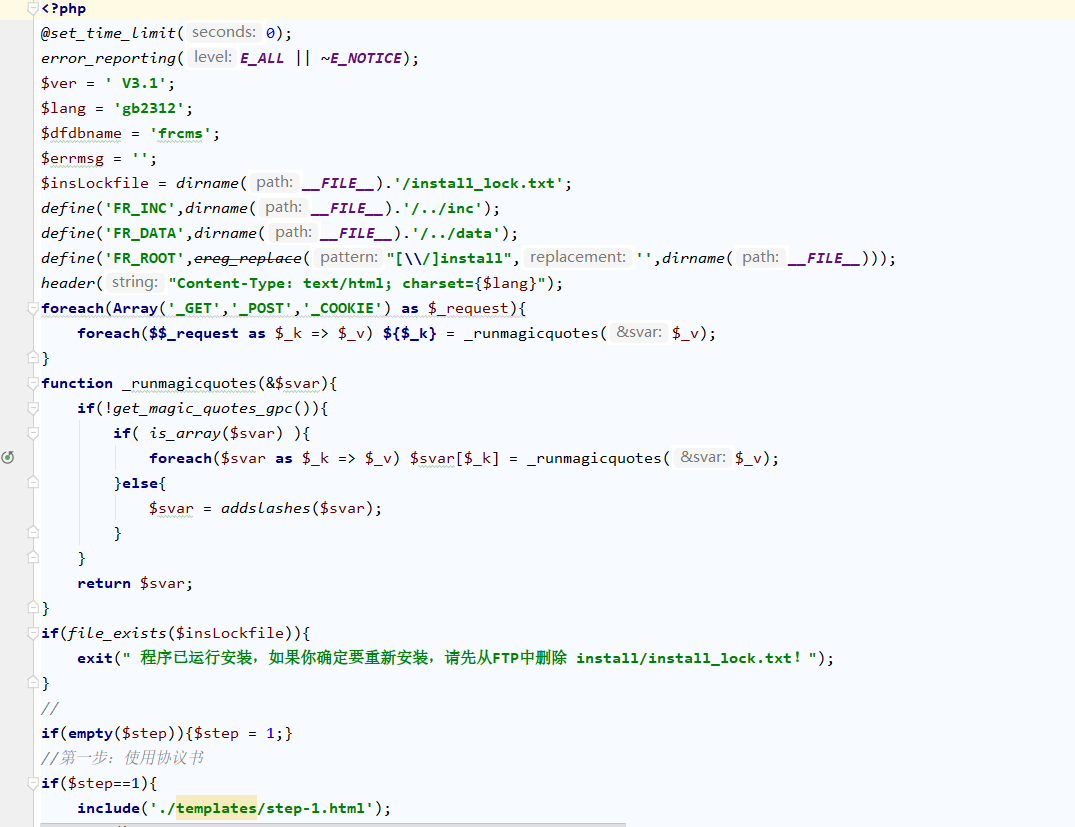 <?php
@set_time_limit( seconds: 0);
error_reporting( level: E_ALL || ~E_NOTICE);
$ver = ' V3.1';
$lang = 'gb2312';
$dfdbname = 'frcms';
$errmsg = '';
$insLockfile = dirname( path: __FILE__).'/install_lock.txt';
define('FR_INC',dirname( path: __FILE__).'/../inc');
define('FR_DATA',dirname( path: __FILE__).'/../data');
define('FR_ROOT',ereg_replace( pattern: "[\\/]install", replacement: '',dirname( path: __FILE__)));
header( string: "Content-Type: text/html; charset={$lang}");
foreach(Array('_GET','_POST','_COOKIE') as $_request){
    foreach($$_request as $_k => $_v) ${$_k} = _runmagicquotes( &svar: $_v);
}
function _runmagicquotes(&$svar){
    if(!get_magic_quotes_gpc()){
        if( is_array($svar) ){
            foreach($svar as $_k => $_v) $svar[$_k] = _runmagicquotes( &svar: $_v);
        }else{
            $svar = addslashes($svar);
        }
    }
    return $svar;
}
if(file_exists($insLockfile)){
    exit(" 程序已运行安装，如果你确定要重新安装，请先从FTP中删除 install/install_lock.txt！");
}
//
if(empty($step)){$step = 1;}
//第一步：使用协议书
if($step==1){
    include('./templates/step-1.html');